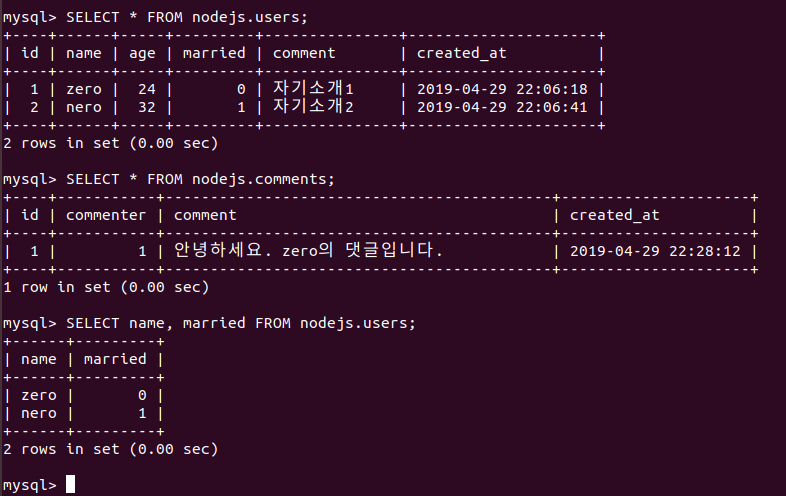 mysql> SELECT * FROM nodejs.users;
+----+------+-----+---------+---------------+---------------------+
| id | name | age | married | comment       | created_at          |
+----+------+-----+---------+---------------+---------------------+
|  1 | zero |  24 |       0 | 자기소개1     | 2019-04-29 22:06:18 |
|  2 | nero |  32 |       1 | 자기소개2     | 2019-04-29 22:06:41 |
+----+------+-----+---------+---------------+---------------------+
2 rows in set (0.00 sec)
mysql> SELECT * FROM nodejs.comments;
+----+-----------+-------------------------------------------+---------------------+
| id | commenter | comment                                   | created_at          |
+----+-----------+-------------------------------------------+---------------------+
|  1 |         1 | 안녕하세요. zero의 댓글입니다.            | 2019-04-29 22:28:12 |
+----+-----------+-------------------------------------------+---------------------+
1 row in set (0.00 sec)
mysql> SELECT name, married FROM nodejs.users;
+------+---------+
| name | married |
+------+---------+
| zero |       0 |
| nero |       1 |
+------+---------+
2 rows in set (0.00 sec)
mysql>